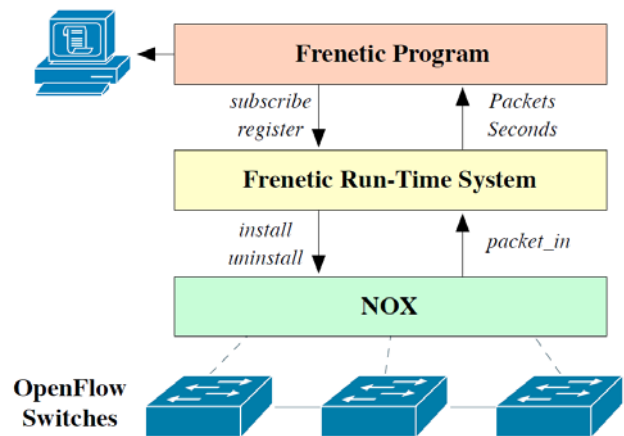 Frenetic Program
subscribe
register
Packets
Seconds
Frenetic Run-Time System
install
uninstall
packet_in
NOX
OpenFlow
Switches